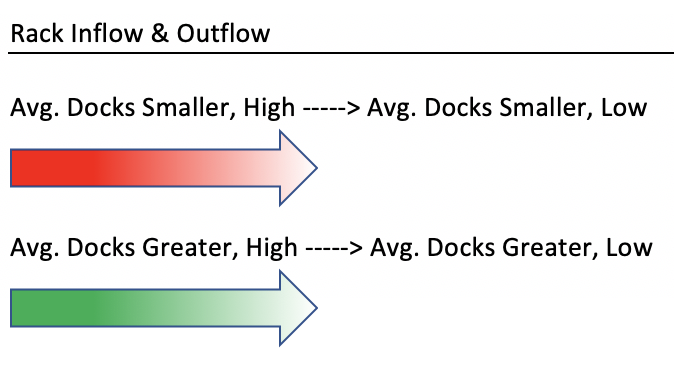 Rack Inflow & Outflow
Avg. Docks Smaller, High -----> Avg. Docks Smaller, Low
Avg. Docks Greater, High -----> Avg. Docks Greater, Low